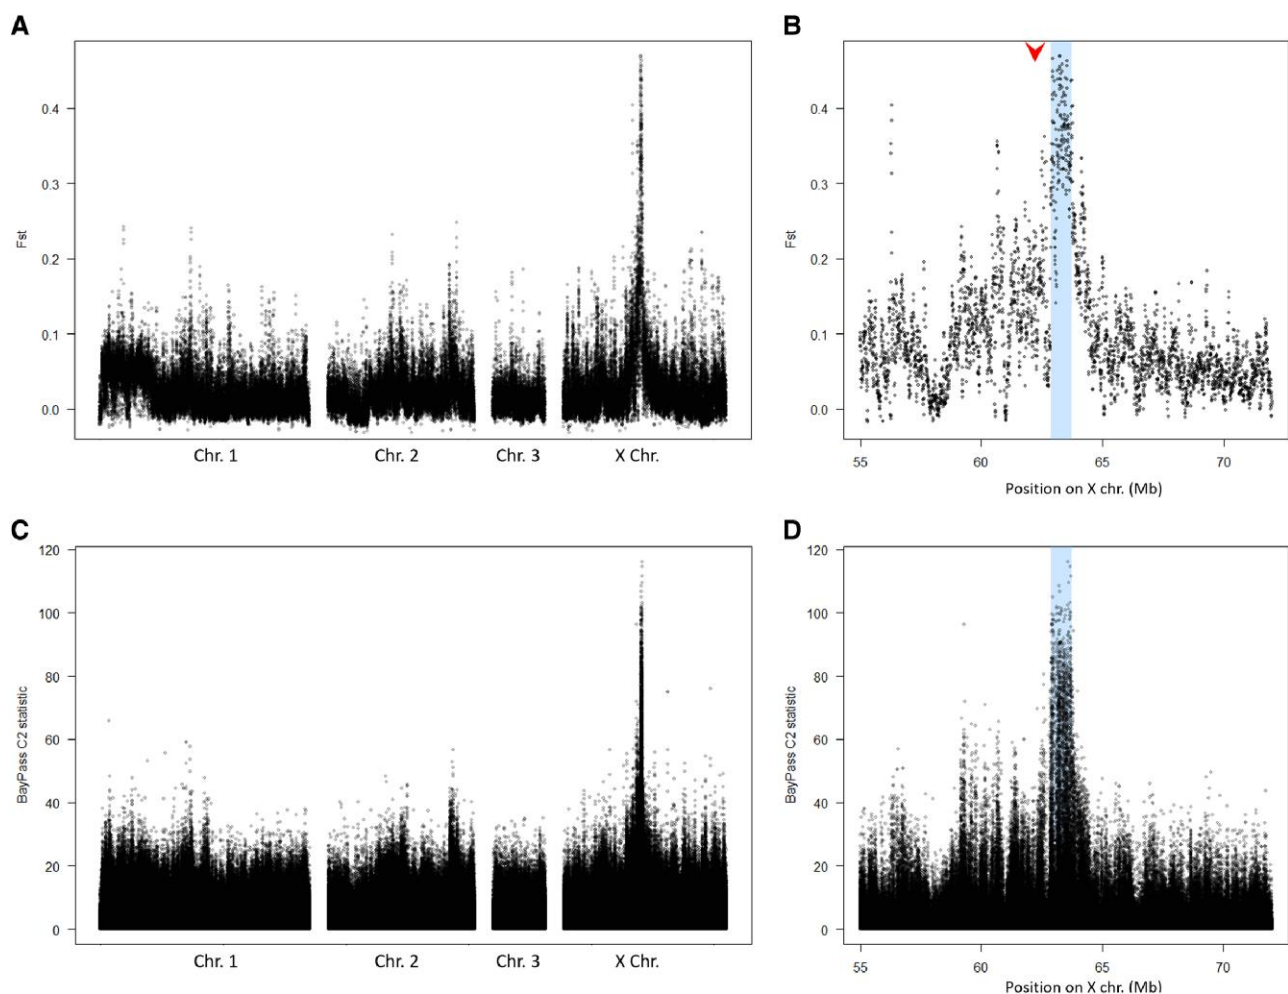 A
Fst
0.4
0.3
0.2
0.1
0.0
Chr. 1 Chr. 2 Chr. 3 X Chr.
B
Fst
0.4
0.3
0.2
0.1
0.0
55 60 65 70
Position on X chr. (Mb)
C
BayPass C2 statistic
120
100
80
60
40
20
0
Chr. 1 Chr. 2 Chr. 3 X Chr.
D
BayPass C2 statistic
120
100
80
60
40
20
0
55 60 65 70
Position on X chr. (Mb)